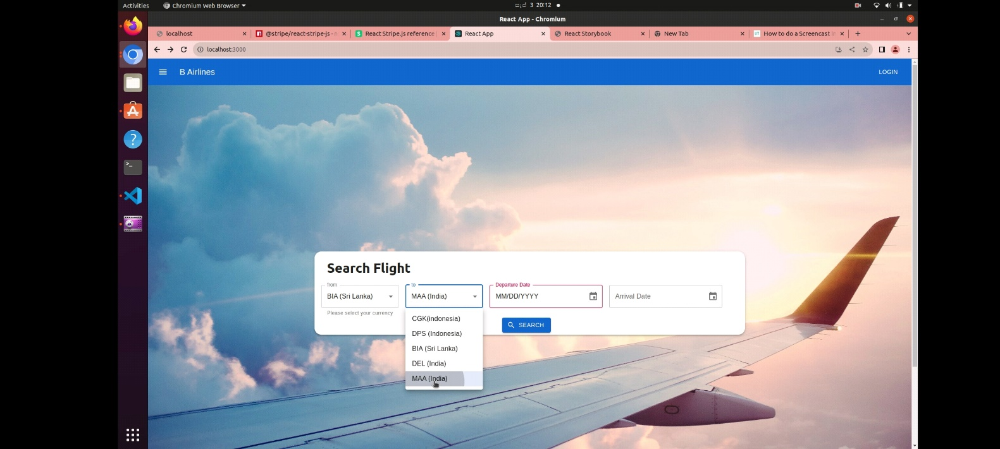 Activities
Chromium Web Browser
සැප් 3 20:12
React App - Chromium
localhost
@stripe/react-stripe-js - n
React Stripe.js reference
React App
React Storybook
New Tab
How to do a Screencast in
localhost:3000
B Airlines
LOGIN
Search Flight
from
BIA (Sri Lanka)
Please select your currency
to
MAA (India)
Departure Date
MM/DD/YYYY
Arrival Date
SEARCH
CGK(indonesia)
DPS (Indonesia)
BIA (Sri Lanka)
DEL (India)
MAA (India)